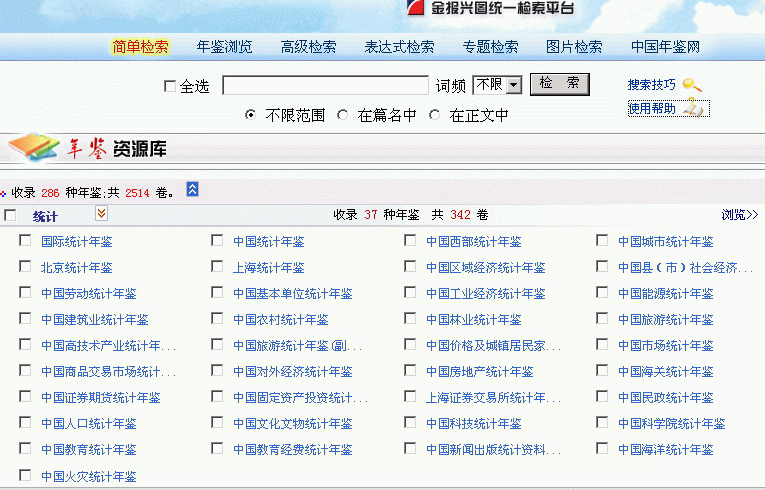 金报兴图统一检索平台
简单检索 年鉴浏览 高级检索 表达式检索 专题检索 图片检索 中国年鉴网
全选 词频 不限 检 索 搜索技巧
不限范围 在篇名中 在正文中 使用帮助
年鉴 资源库
收录 286 种年鉴;共 2514 卷。
统计 收录 37 种年鉴 共 342 卷 浏览>>
国际统计年鉴 中国统计年鉴 中国西部统计年鉴 中国城市统计年鉴
北京统计年鉴 上海统计年鉴 中国区域经济统计年鉴 中国县(市)社会经济...
中国劳动统计年鉴 中国基本单位统计年鉴 中国工业经济统计年鉴 中国能源统计年鉴
中国建筑业统计年鉴 中国农村统计年鉴 中国林业统计年鉴 中国旅游统计年鉴
中国高技术产业统计年... 中国旅游统计年鉴(副... 中国价格及城镇居民家... 中国市场统计年鉴
中国商品交易市场统计... 中国对外经济统计年鉴 中国房地产统计年鉴 中国海关统计年鉴
中国证券期货统计年鉴 中国固定资产投资统计... 上海证券交易所统计年... 中国民政统计年鉴
中国人口统计年鉴 中国文化文物统计年鉴 中国科技统计年鉴 中国科学院统计年鉴
中国教育统计年鉴 中国教育经费统计年鉴 中国新闻出版统计资料... 中国海洋统计年鉴
中国火灾统计年鉴